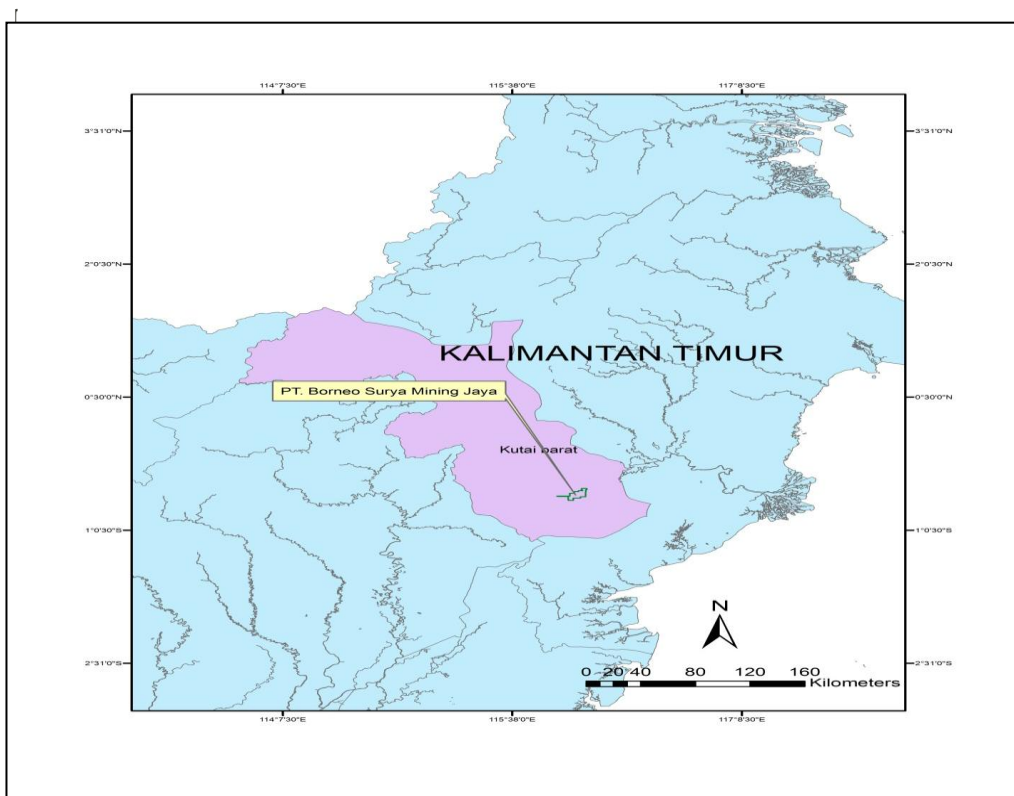 114°7'30"E 115°38'0"E 117°8'30"E
3°31'0"N 3°31'0"N
2°0'30"N 2°0'30"N
KALIMANTAN TIMUR
PT. Borneo Surya Mining Jaya
0°30'0"N 0°30'0"N
Kutai barat
1°0'30"S 1°0'30"S
N
2°31'0"S 2°31'0"S
0 20 40 80 120 160
Kilometers
114°7'30"E 115°38'0"E 117°8'30"E